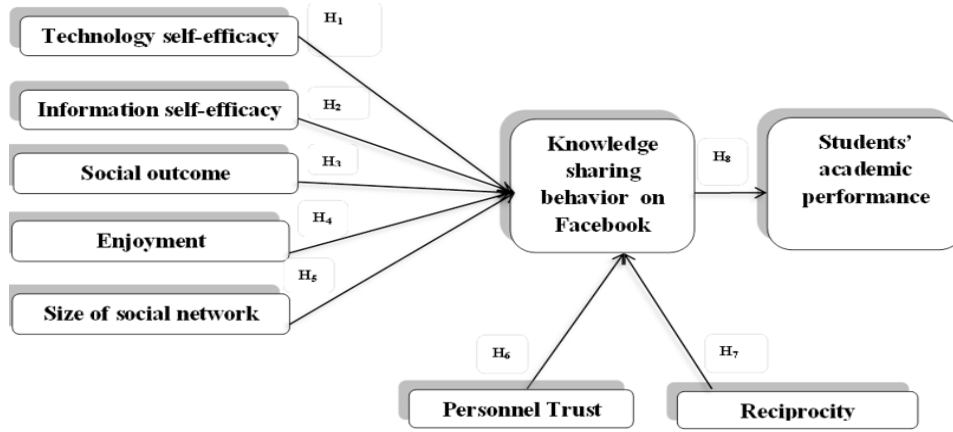 H₁
Technology self-efficacy
H₂
Information self-efficacy
H₃
Social outcome
H₄
Enjoyment
H₅
Size of social network
Knowledge
sharing
behavior on
Facebook
H₈
Students’
academic
performance
H₆
H₇
Personnel Trust
Reciprocity